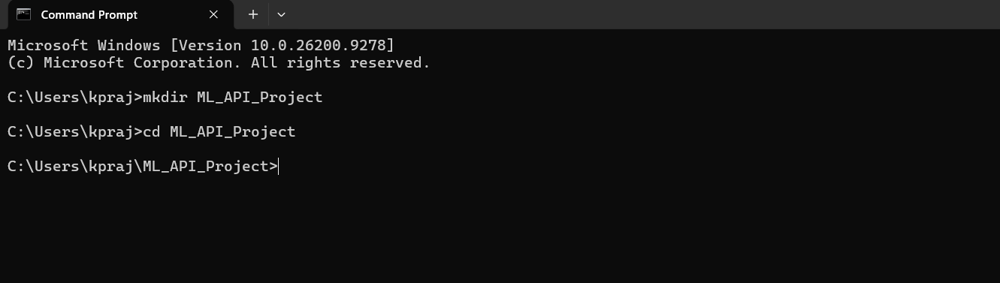 Command Prompt
Microsoft Windows [Version 10.0.26200.9278]
(c) Microsoft Corporation. All rights reserved.
C:\Users\kpraj>mkdir ML_API_Project
C:\Users\kpraj>cd ML_API_Project
C:\Users\kpraj\ML_API_Project>